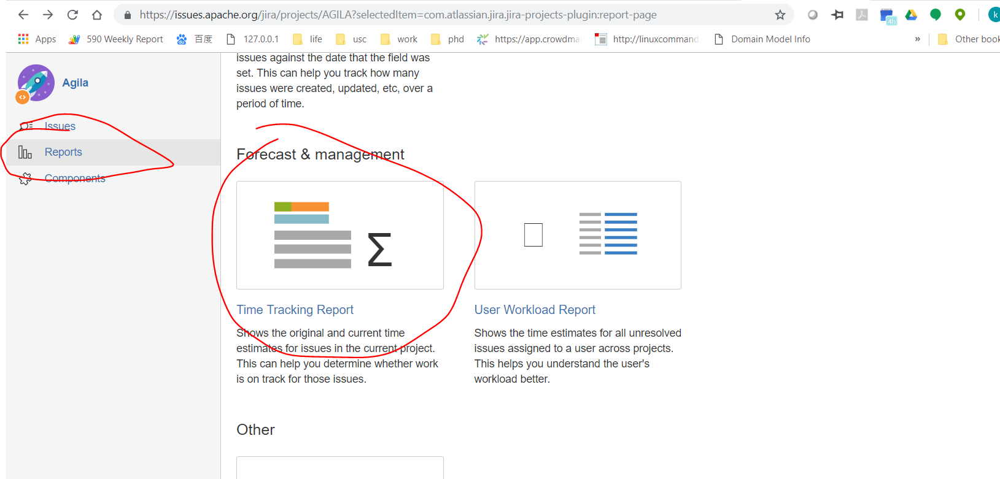 https://issues.apache.org/jira/projects/AGILA?selectedItem=com.atlassian.jira.jira-projects-plugin:report-page
4h
k
Apps
590 Weekly Report
百度
127.0.0.1
life
usc
work
phd
https://app.crowdma
http://linuxcommand
Domain Model Info
»
Other book
Agila
Issues
Reports
Components
issues against the date that the field was
set. This can help you track how many
issues were created, updated, etc, over a
period of time.
Forecast & management
Σ
Time Tracking Report
Shows the original and current time
estimates for issues in the current project.
This can help you determine whether work
is on track for those issues.
User Workload Report
Shows the time estimates for all unresolved
issues assigned to a user across projects.
This helps you understand the user's
workload better.
Other